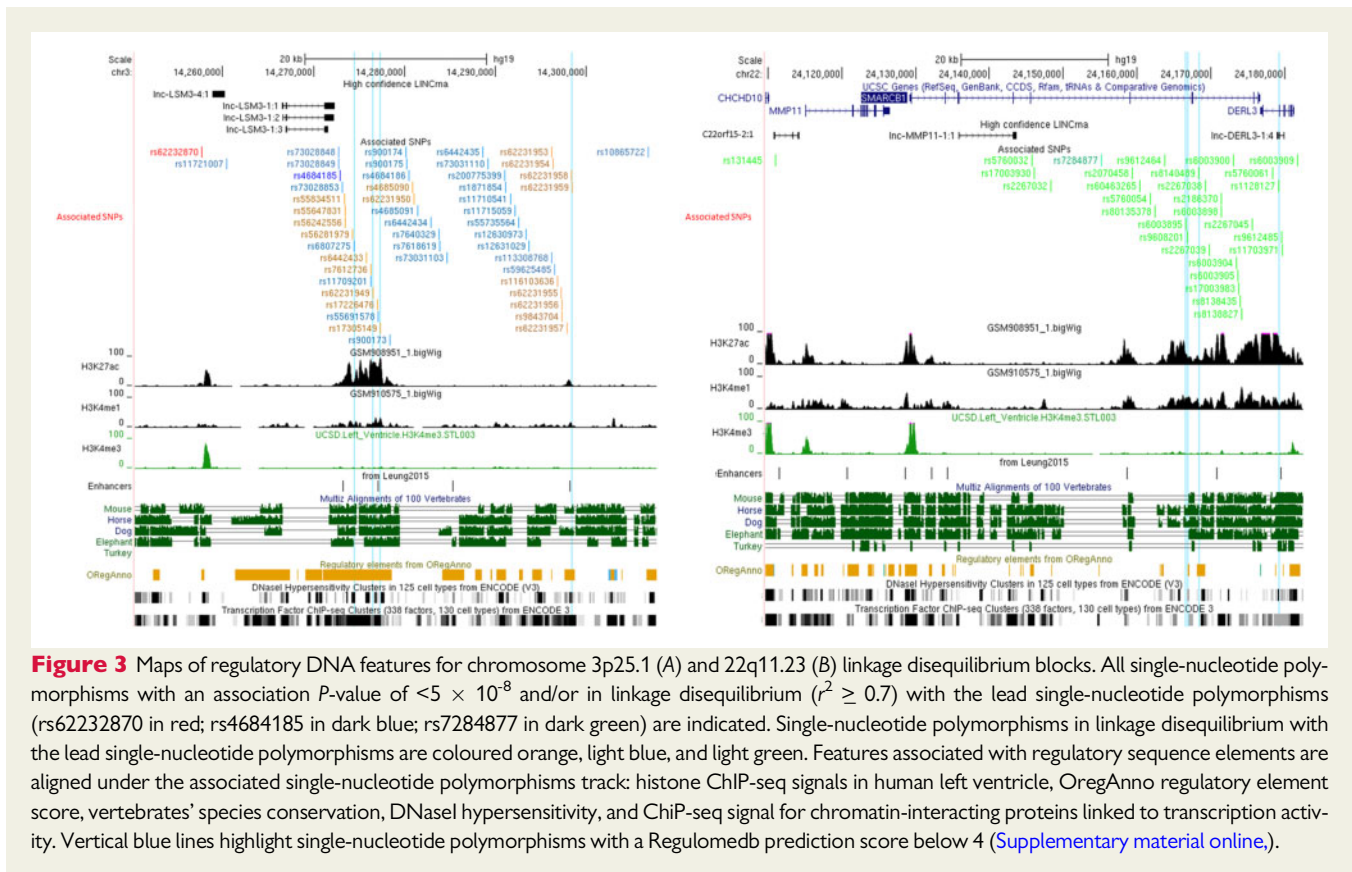 Scale 20 kb hg19
chr3: 14,260,000 14,270,000 14,280,000 14,290,000 14,300,000
High confidence LINCrna
lnc-LSM3-4:1
lnc-LSM3-1:1
lnc-LSM3-1:2
lnc-LSM3-1:3
Associated SNPs
rs62232870 rs73028848 rs900174 rs6442435 rs62231953 rs10865722
rs11721007 rs73028849 rs900175 rs73031110 rs62231954
rs4684185 rs4684186 rs200775399 rs62231958
rs73028853 rs4685090 rs1871854 rs62231959
rs55834511 rs62231950 rs11710541
rs55647831 rs4685091 rs11715059
Associated SNPs
rs56242556 rs6442434 rs55735564
rs56281979 rs7640329 rs12630973
rs6807275 rs7618619 rs12631029
rs6442433 rs73031103 rs113308768
rs7612736 rs59625485
rs11709201 rs116103636
rs62231949 rs62231955
rs17226476 rs62231956
rs55691578 rs9843704
rs17305149 rs62231957
rs900173
100
GSM908951_1.bigWig
H3K27ac
0
100
GSM910575_1.bigWig
H3K4me1
0
100
UCSD.Left_Ventricle.H3K4me3.STL003
H3K4me3
0
from Leung2015
Enhancers
Multiz Alignments of 100 Vertebrates
Mouse
Horse
Dog
Elephant
Turkey
Regulatory elements from ORegAnno
ORegAnno
DNaseI Hypersensitivity Clusters in 125 cell types from ENCODE (V3)
Transcription Factor ChIP-seq Clusters (338 factors, 130 cell types) from ENCODE 3
Scale 20 kb hg19
chr22: 24,120,000 24,130,000 24,140,000 24,150,000 24,160,000 24,170,000 24,180,000
UCSC Genes (RefSeq, GenBank, CCDS, Rfam, tRNAs & Comparative Genomics)
CHCHD10 SMARCB1
MMP11 DERL3
High confidence LINCrna
C22orf15-2:1 lnc-MMP11-1:1 lnc-DERL3-1:4
Associated SNPs
rs131445 rs5760032 rs7284877 rs9612464 rs6003900 rs6003909
rs17003930 rs2070458 rs8140489 rs5760061
rs2267032 rs60463265 rs2267038 rs1128127
rs5760054 rs2186370
rs80135378 rs6003898
Associated SNPs
rs6003895 rs2267045
rs9608201 rs9612485
rs2267039 rs11703971
rs6003904
rs6003905
rs17003983
rs8138435
rs8138827
100
GSM908951_1.bigWig
H3K27ac
0
100
GSM910575_1.bigWig
H3K4me1
0
100
UCSD.Left_Ventricle.H3K4me3.STL003
H3K4me3
0
from Leung2015
Enhancers
Multiz Alignments of 100 Vertebrates
Mouse
Horse
Dog
Elephant
Turkey
Regulatory elements from ORegAnno
ORegAnno
DNaseI Hypersensitivity Clusters in 125 cell types from ENCODE (V3)
Transcription Factor ChIP-seq Clusters (338 factors, 130 cell types) from ENCODE 3
Figure 3 Maps of regulatory DNA features for chromosome 3p25.1 (A) and 22q11.23 (B) linkage disequilibrium blocks. All single-nucleotide poly-
morphisms with an association P-value of <5 × 10-8 and/or in linkage disequilibrium (r² ≥ 0.7) with the lead single-nucleotide polymorphisms
(rs62232870 in red; rs4684185 in dark blue; rs7284877 in dark green) are indicated. Single-nucleotide polymorphisms in linkage disequilibrium with
the lead single-nucleotide polymorphisms are coloured orange, light blue, and light green. Features associated with regulatory sequence elements are
aligned under the associated single-nucleotide polymorphisms track: histone ChIP-seq signals in human left ventricle, OregAnno regulatory element
score, vertebrates' species conservation, DNaseI hypersensitivity, and ChiP-seq signal for chromatin-interacting proteins linked to transcription activ-
ity. Vertical blue lines highlight single-nucleotide polymorphisms with a Regulomedb prediction score below 4 (Supplementary material online,).